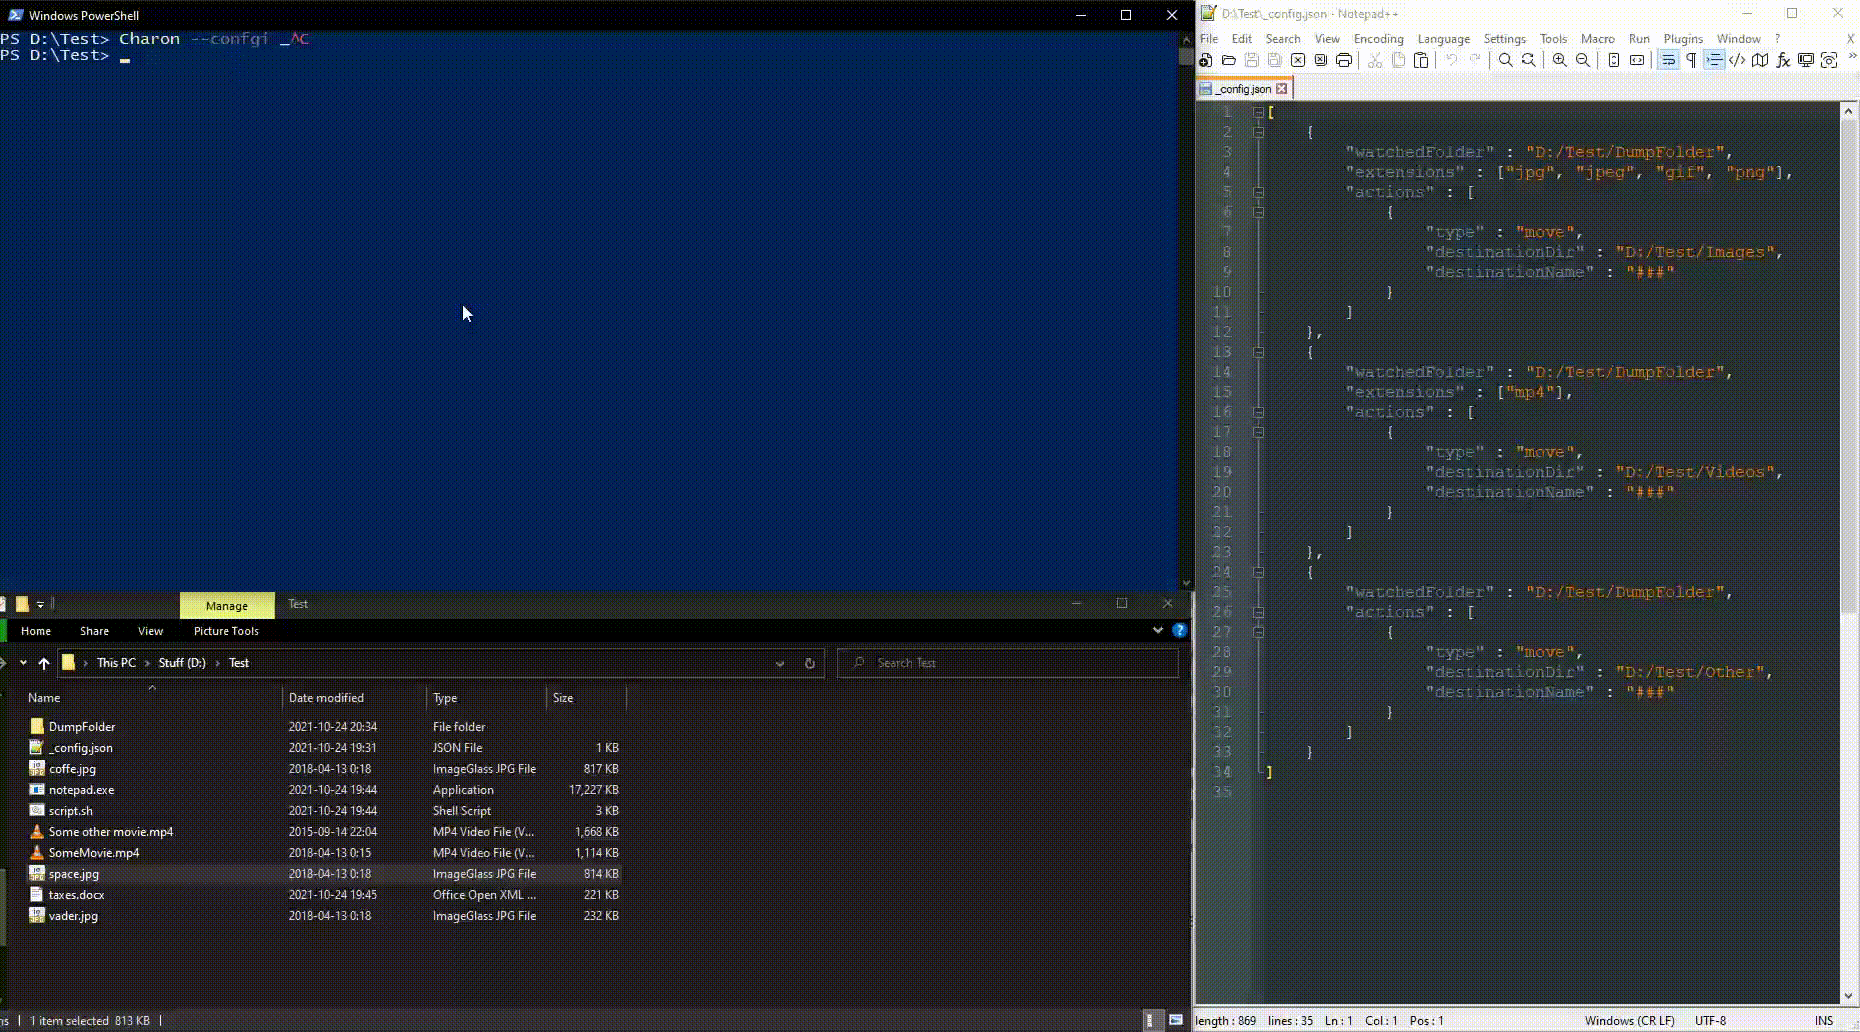 Windows PowerShell
PS D:\Test> Charon --confgi _^C
PS D:\Test> _
Manage Test
Home Share View Picture Tools
This PC > Stuff (D:) > Test Search Test
Name Date modified Type Size
DumpFolder 2021-10-24 20:34 File folder
_config.json 2021-10-24 19:31 JSON File 1 KB
coffe.jpg 2018-04-13 0:18 ImageGlass JPG File 817 KB
notepad.exe 2021-10-24 19:44 Application 17,227 KB
script.sh 2021-10-24 19:44 Shell Script 3 KB
Some other movie.mp4 2015-09-14 22:04 MP4 Video File (V... 1,668 KB
SomeMovie.mp4 2018-04-13 0:15 MP4 Video File (V... 1,114 KB
space.jpg 2018-04-13 0:18 ImageGlass JPG File 814 KB
taxes.docx 2021-10-24 19:45 Office Open XML ... 221 KB
vader.jpg 2018-04-13 0:18 ImageGlass JPG File 232 KB
ns | 1 item selected 813 KB |
D:\Test\_config.json - Notepad++
File Edit Search View Encoding Language Settings Tools Macro Run Plugins Window ? X
_config.json
1 [
2 {
3 "watchedFolder" : "D:/Test/DumpFolder",
4 "extensions" : ["jpg", "jpeg", "gif", "png"],
5 "actions" : [
6 {
7 "type" : "move",
8 "destinationDir" : "D:/Test/Images",
9 "destinationName" : "###"
10 }
11 ]
12 },
13 {
14 "watchedFolder" : "D:/Test/DumpFolder",
15 "extensions" : ["mp4"],
16 "actions" : [
17 {
18 "type" : "move",
19 "destinationDir" : "D:/Test/Videos",
20 "destinationName" : "###"
21 }
22 ]
23 },
24 {
25 "watchedFolder" : "D:/Test/DumpFolder",
26 "actions" : [
27 {
28 "type" : "move",
29 "destinationDir" : "D:/Test/Other",
30 "destinationName" : "###"
31 }
32 ]
33 }
34 ]
35
length : 869 lines : 35 Ln : 1 Col : 1 Pos : 1 Windows (CR LF) UTF-8 INS